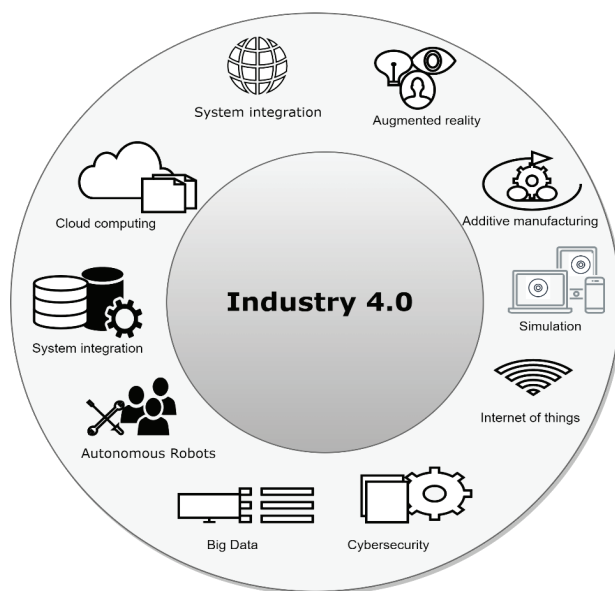 System integration
Augmented reality
Cloud computing
Additive manufacturing
Industry 4.0
System integration
Simulation
Internet of things
Autonomous Robots
Big Data
Cybersecurity